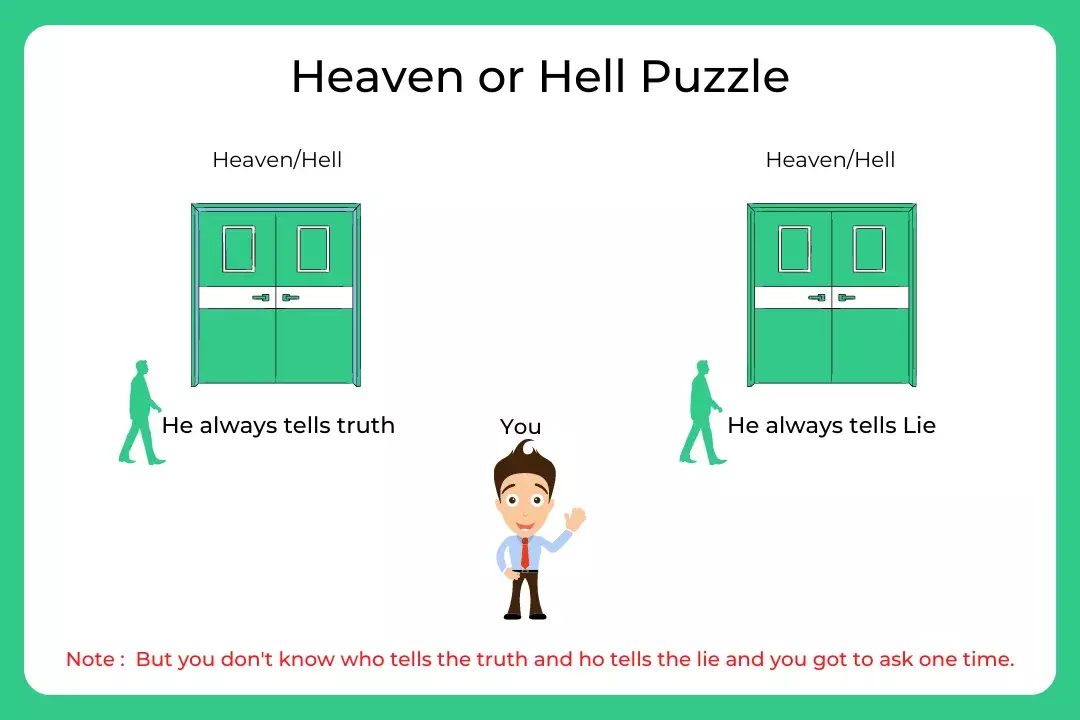 Heaven or Hell Puzzle
Heaven/Hell
Heaven/Hell
He always tells truth
You
He always tells Lie
Note : But you don't know who tells the truth and ho tells the lie and you got to ask one time.